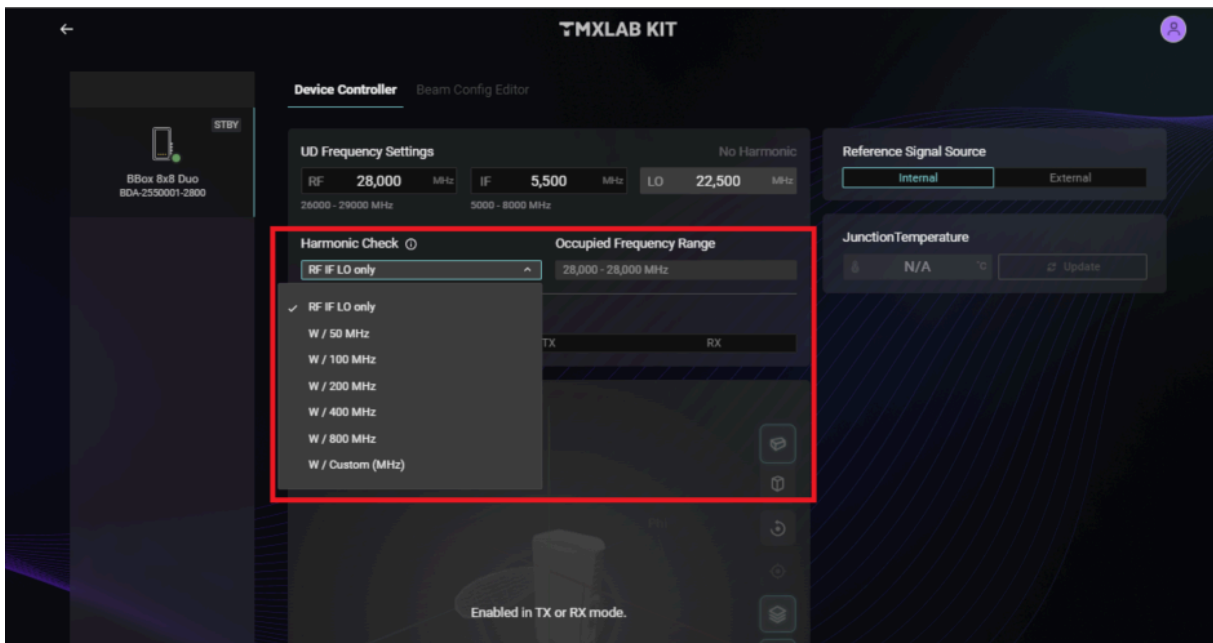 TMXLAB KIT
Device Controller Beam Config Editor
STBY
BBox 8x8 Duo
BDA-2550001-2800
UD Frequency Settings No Harmonic
RF 28,000 MHz IF 5,500 MHz LO 22,500 MHz
26000 - 29000 MHz 5000 - 8000 MHz
Reference Signal Source
Internal External
Harmonic Check Occupied Frequency Range
RF IF LO only 28,000 - 28,000 MHz
JunctionTemperature
N/A °C Update
RF IF LO only
W / 50 MHz
TX RX
W / 100 MHz
W / 200 MHz
W / 400 MHz
W / 800 MHz
W / Custom (MHz)
Phi
Enabled in TX or RX mode.